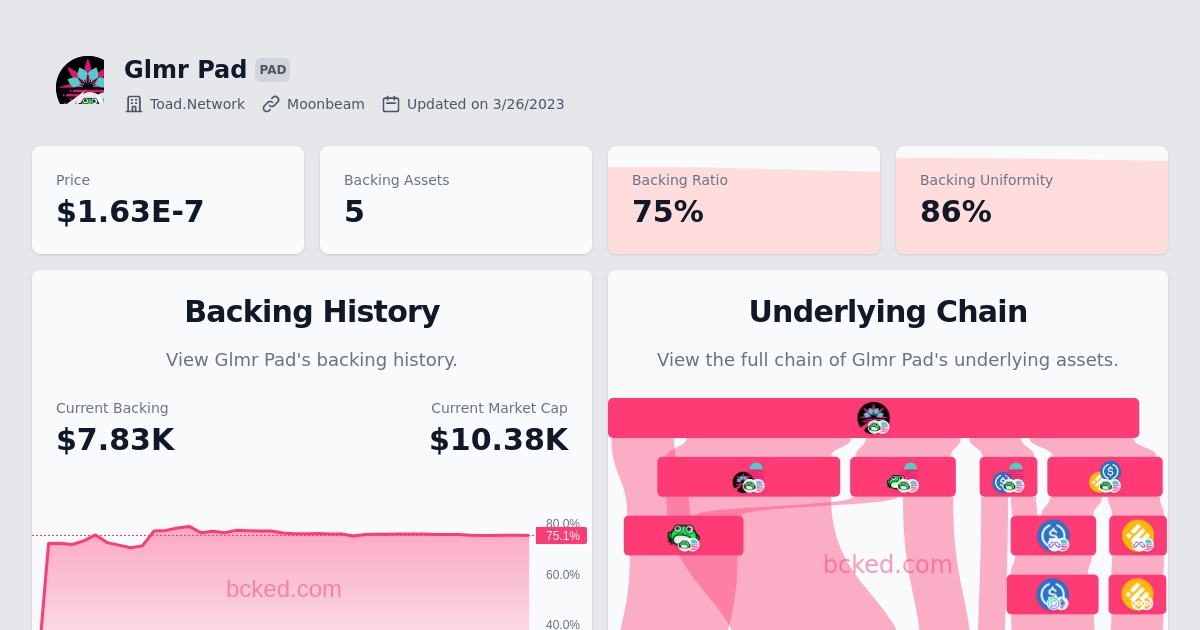 Glmr Pad PAD
Toad.Network Moonbeam Updated on 3/26/2023
Price
$1.63E-7
Backing Assets
5
Backing Ratio
75%
Backing Uniformity
86%
Backing History
View Glmr Pad's backing history.
Current Backing
$7.83K
Current Market Cap
$10.38K
80.0%
75.1%
60.0%
40.0%
bcked.com
Underlying Chain
View the full chain of Glmr Pad's underlying assets.
bcked.com